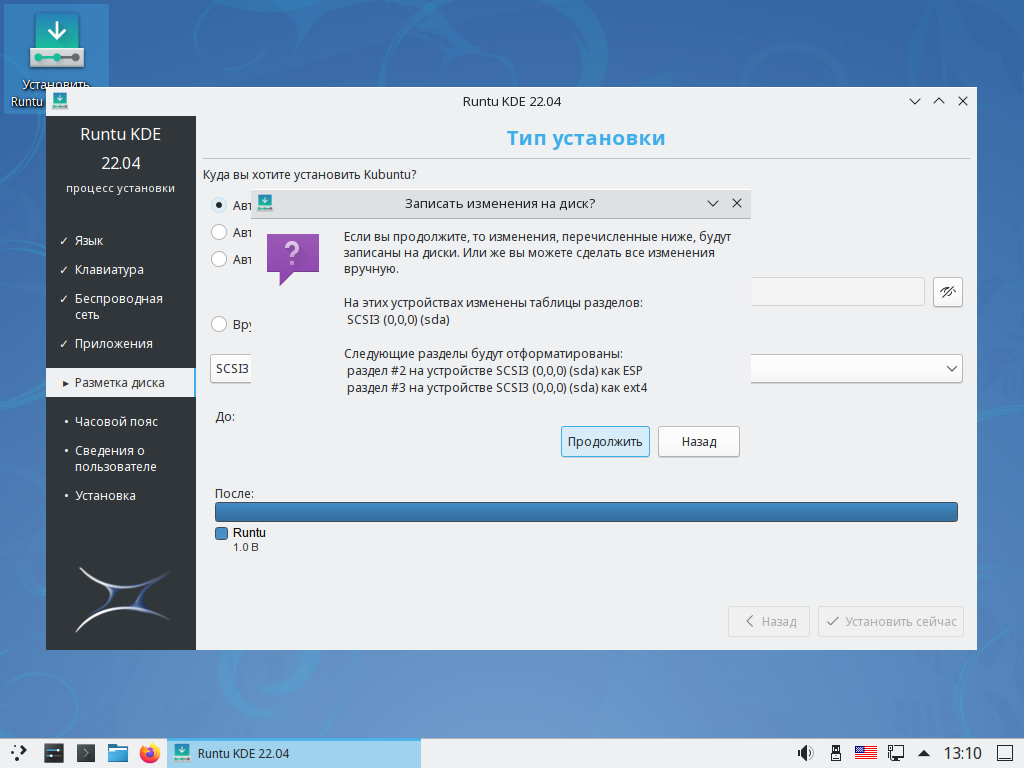 Установить
Runtu
Runtu KDE 22.04
Runtu KDE
22.04
процесс установки
✓ Язык
✓ Клавиатура
✓ Беспроводная
сеть
✓ Приложения
▸ Разметка диска
• Часовой пояс
• Сведения о
пользователе
• Установка
Тип установки
Куда вы хотите установить Kubuntu?
Авт
Авт
Авт
Вру
SCSI3
Записать изменения на диск?
?
Если вы продолжите, то изменения, перечисленные ниже, будут
записаны на диски. Или же вы можете сделать все изменения
вручную.
На этих устройствах изменены таблицы разделов:
SCSI3 (0,0,0) (sda)
Следующие разделы будут отформатированы:
раздел #2 на устройстве SCSI3 (0,0,0) (sda) как ESP
раздел #3 на устройстве SCSI3 (0,0,0) (sda) как ext4
Продолжить
Назад
До:
После:
Runtu
1.0 B
Назад
Установить сейчас
Runtu KDE 22.04
13:10